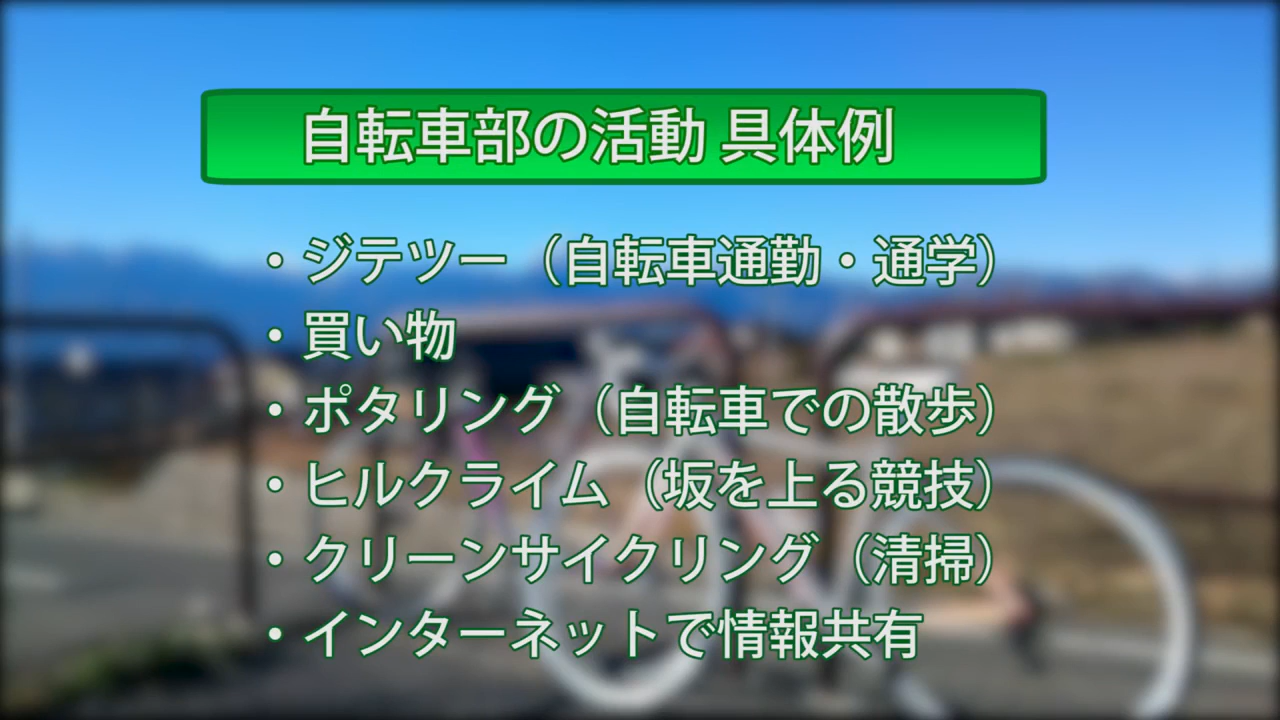 自転車部の活動 具体例
・ジテツー（自転車通勤・通学）
・買い物
・ポタリング（自転車での散歩）
・ヒルクライム（坂を上る競技）
・クリーンサイクリング（清掃）
・インターネットで情報共有